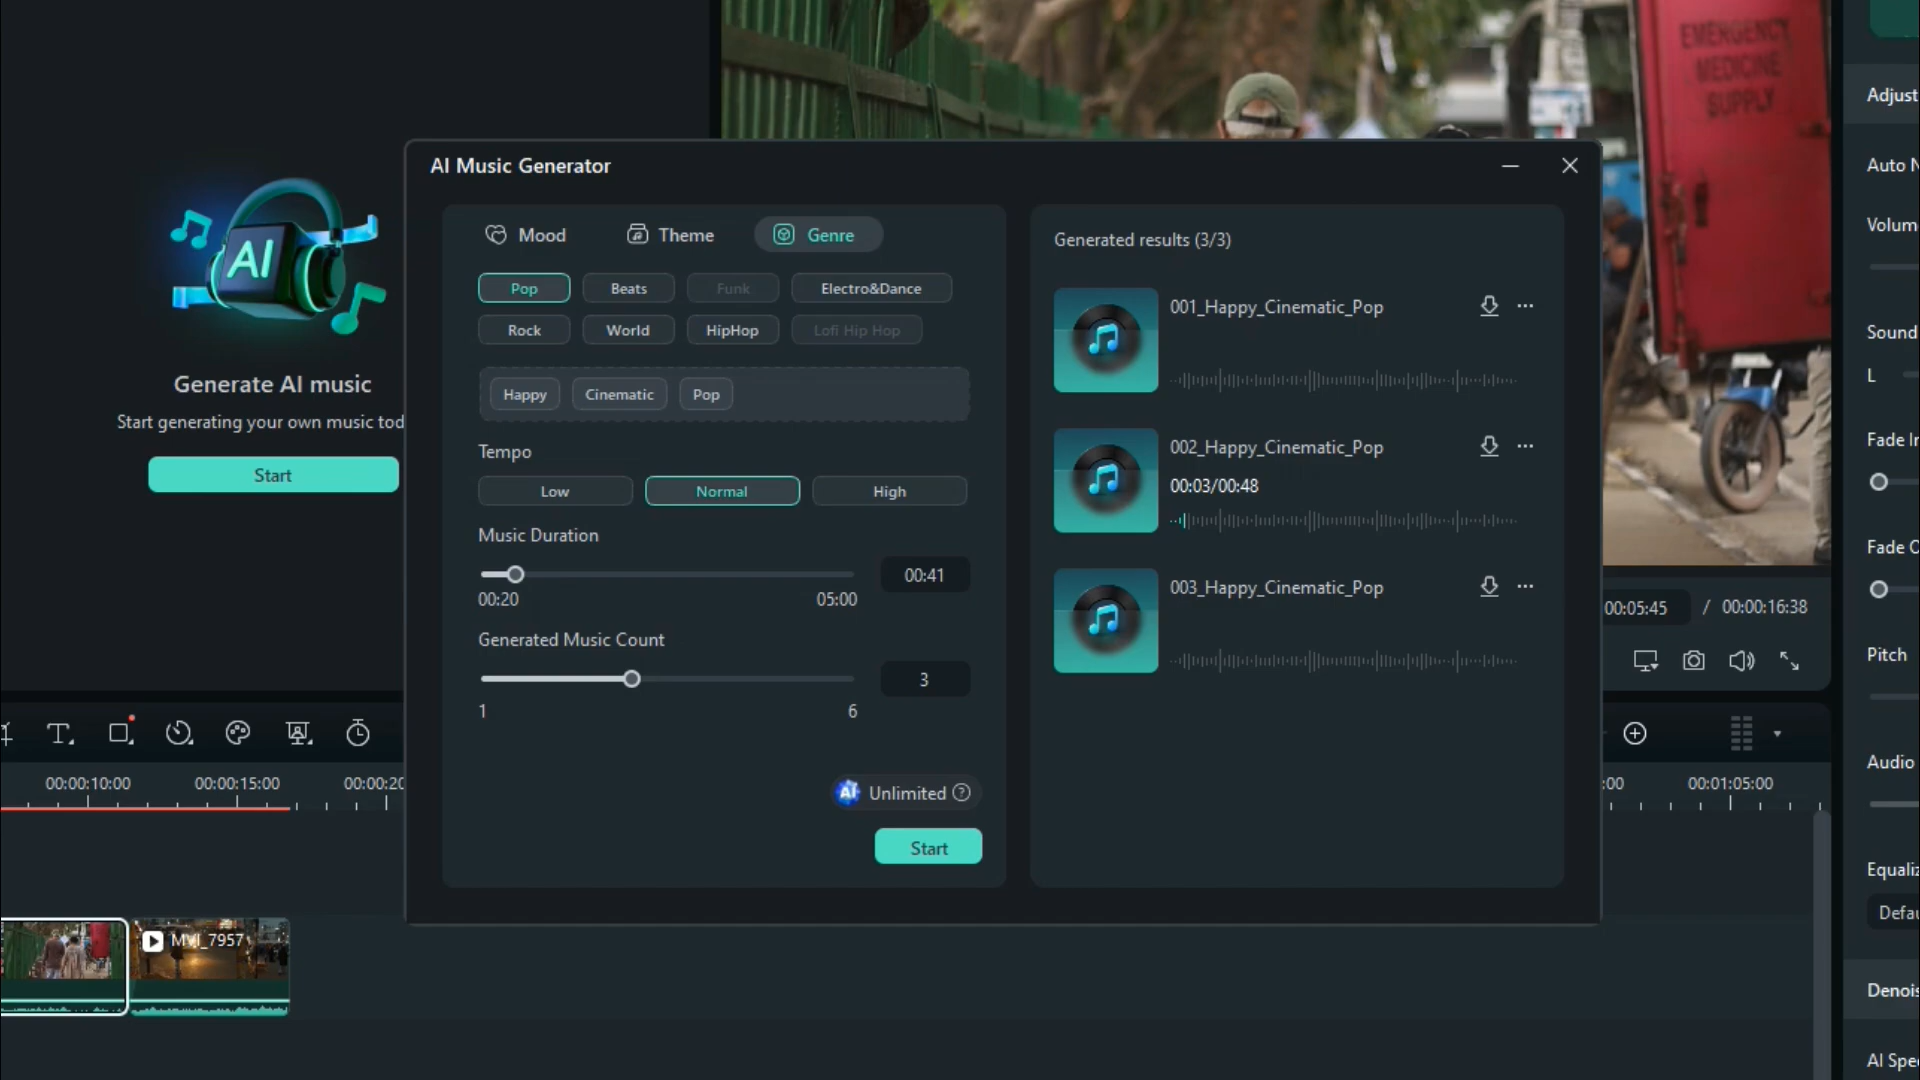 EMERGENCY
MEDICINE
SUPPLY
AI
Generate AI music
Start generating your own music tod
Start
AI Music Generator
Mood
Theme
Genre
Pop
Beats
Funk
Electro&Dance
Rock
World
HipHop
Lofi Hip Hop
Happy
Cinematic
Pop
Tempo
Low
Normal
High
Music Duration
00:41
00:20
05:00
Generated Music Count
3
1
6
AI Unlimited
Start
Generated results (3/3)
001_Happy_Cinematic_Pop
002_Happy_Cinematic_Pop
00:03/00:48
003_Happy_Cinematic_Pop
00:05:45 / 00:00:16:38
Adjust
Auto N
Volum
Sound
L
Fade In
Fade O
Pitch
Audio
Equaliz
Defau
Denois
AI Spe
00:00:10:00
00:00:15:00
00:00:20
:00
00:01:05:00
MVI_7957